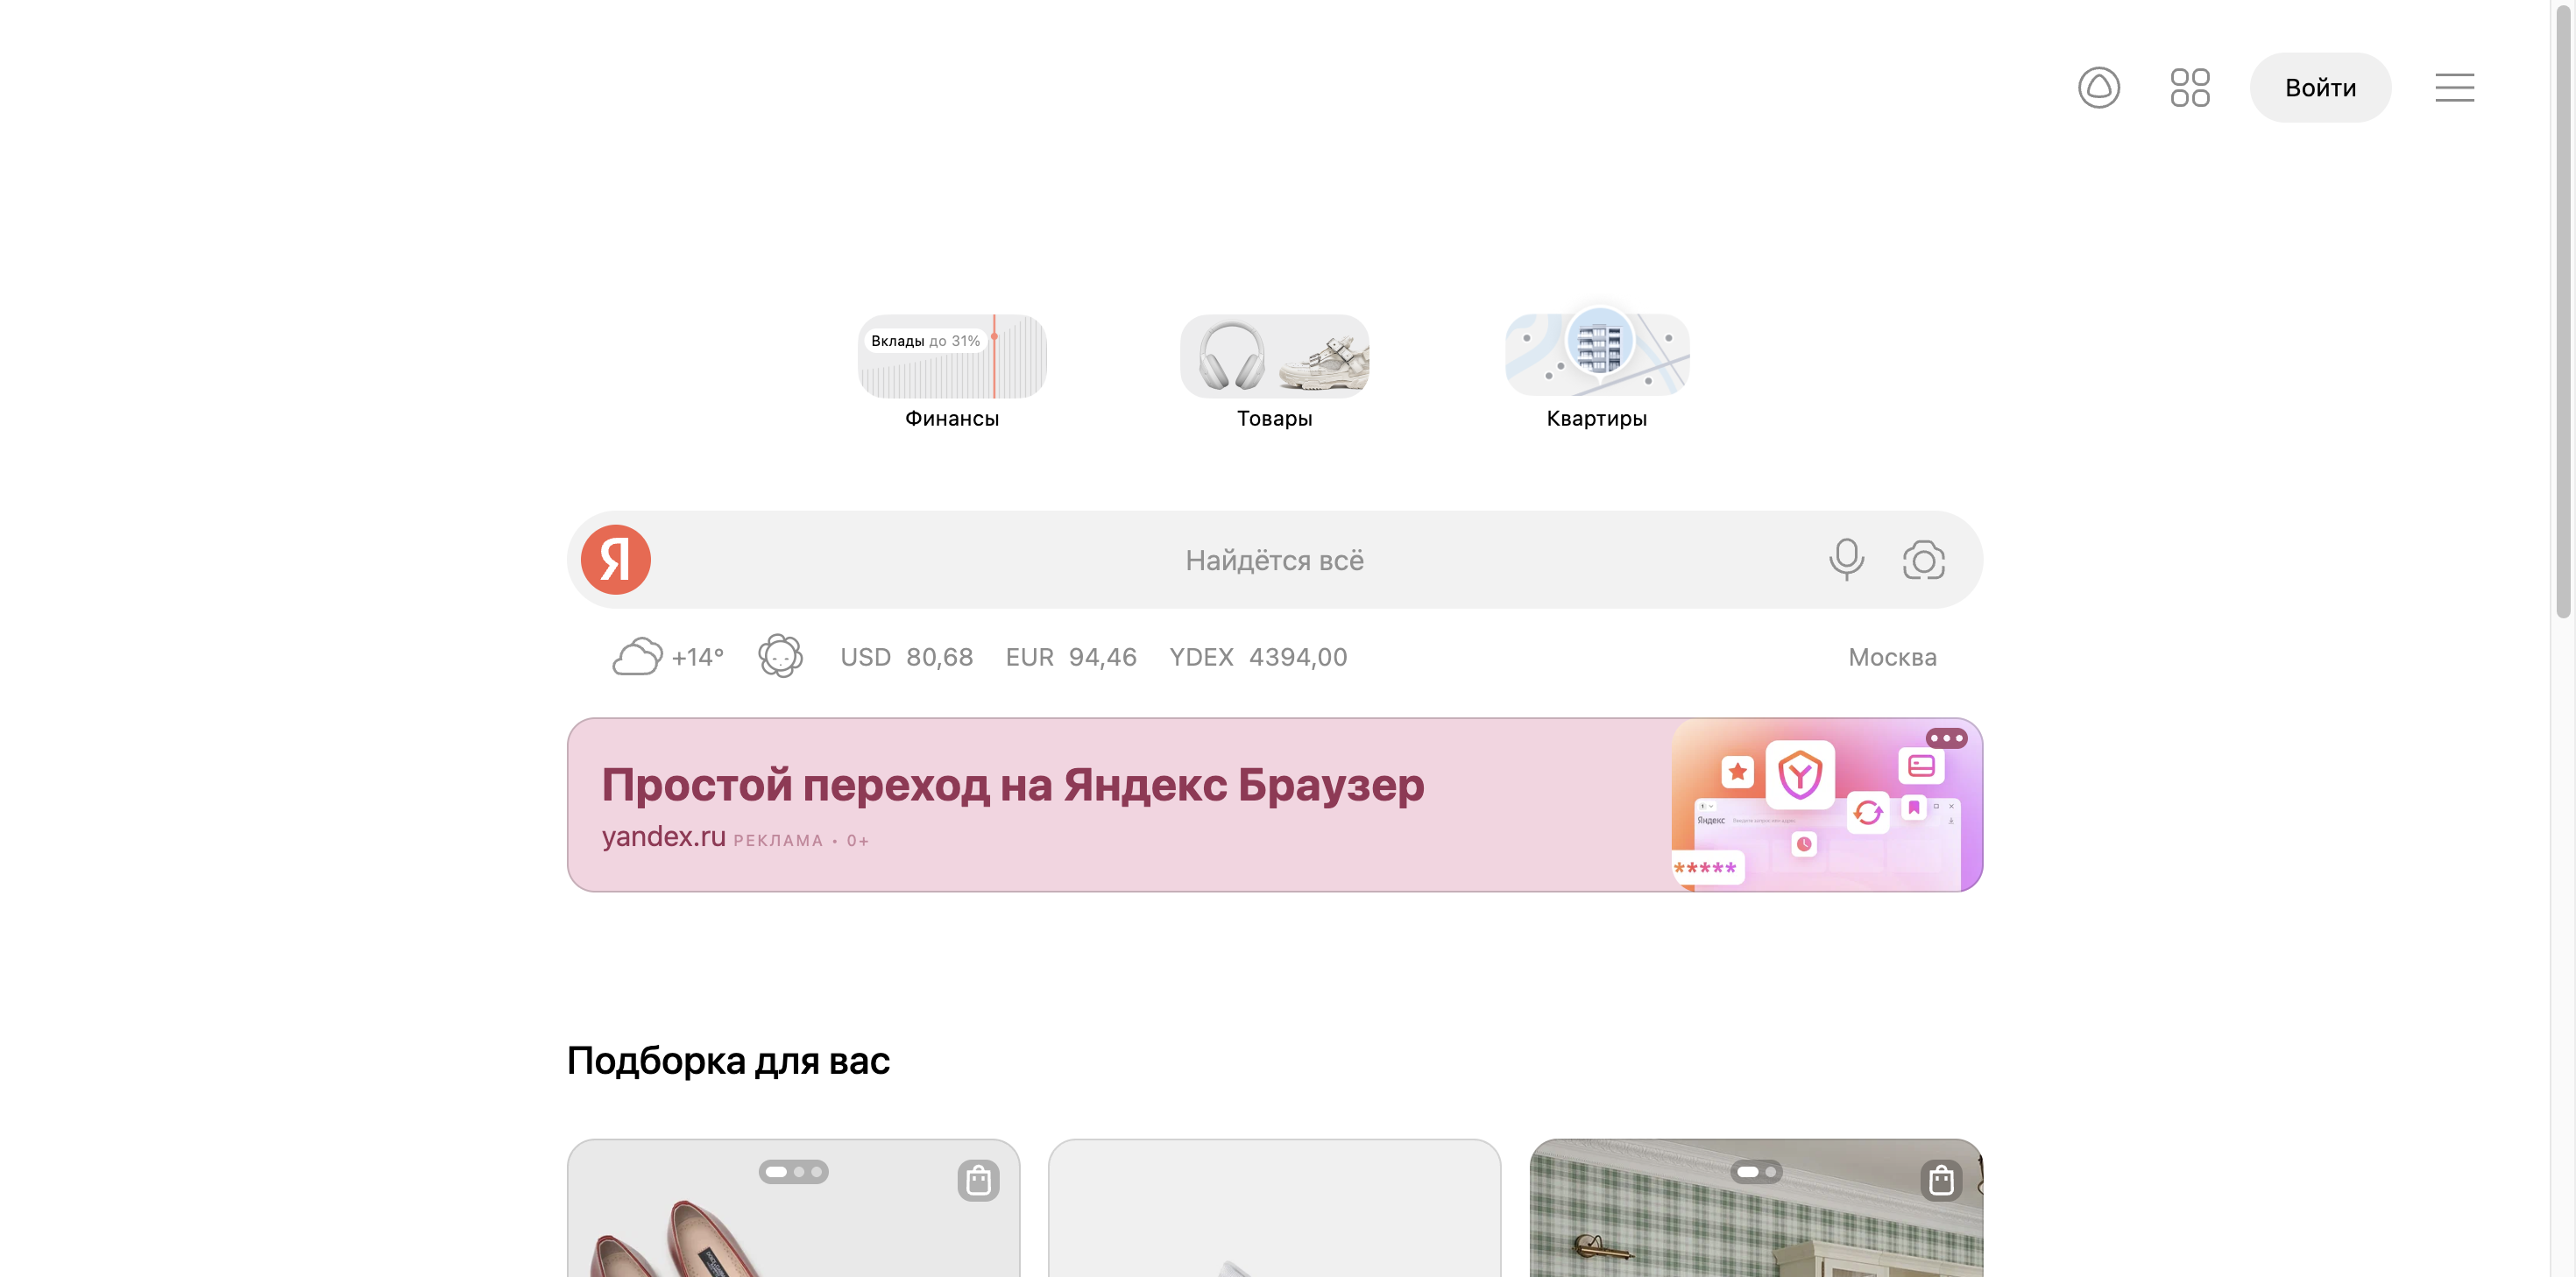 Войти
Вклады до 31%
Финансы
Товары
Квартиры
Я
Найдётся всё
+14°
USD 80,68
EUR 94,46
YDEX 4394,00
Москва
Простой переход на Яндекс Браузер
yandex.ru РЕКЛАМА • 0+
Яндекс
*****
Подборка для вас